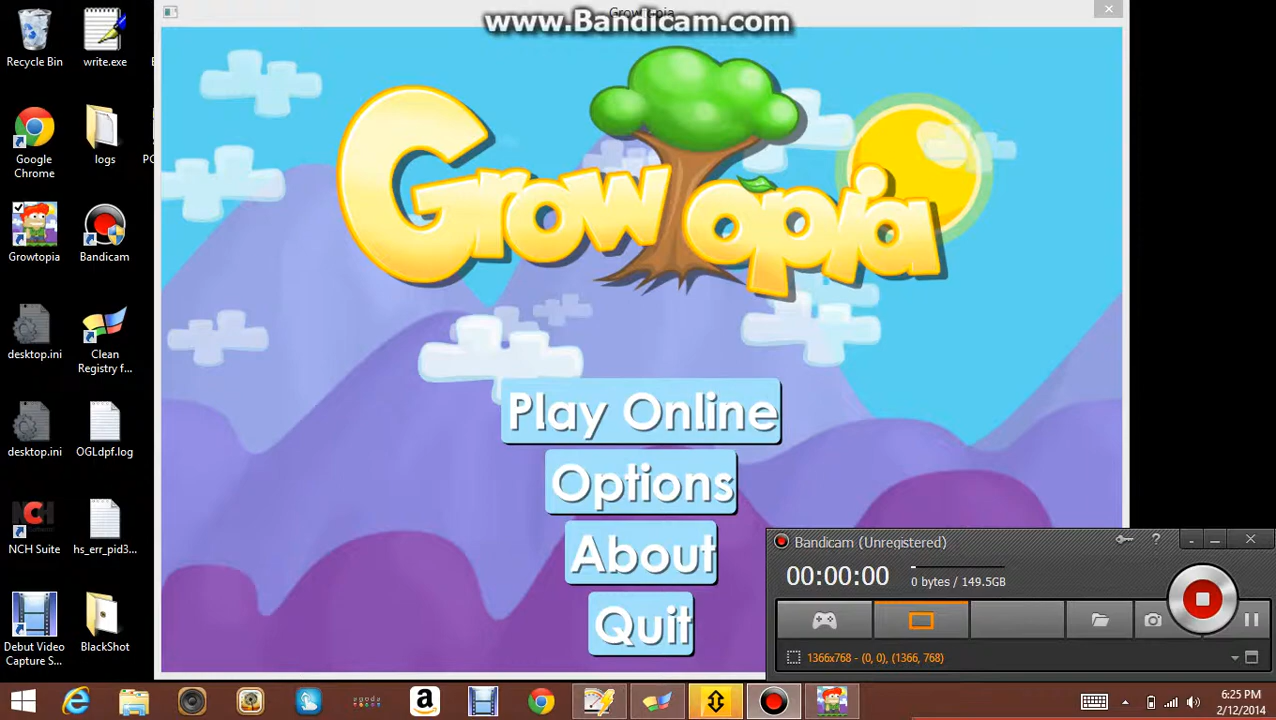 www.Bandicam.com
Growtopia
Recycle Bin
write.exe
Google
Chrome
logs
Growtopia
Bandicam
desktop.ini
Clean
Registry f...
desktop.ini
OGLdpf.log
NCH Suite
hs_err_pid3...
Debut Video
Capture S...
BlackShot
Growtopia
Play Online
Options
About
Quit
Bandicam (Unregistered)
?
00:00:00
0 bytes / 149.5GB
1366x768 - (0, 0), (1366, 768)
agoda
a
6:25 PM
2/12/2014